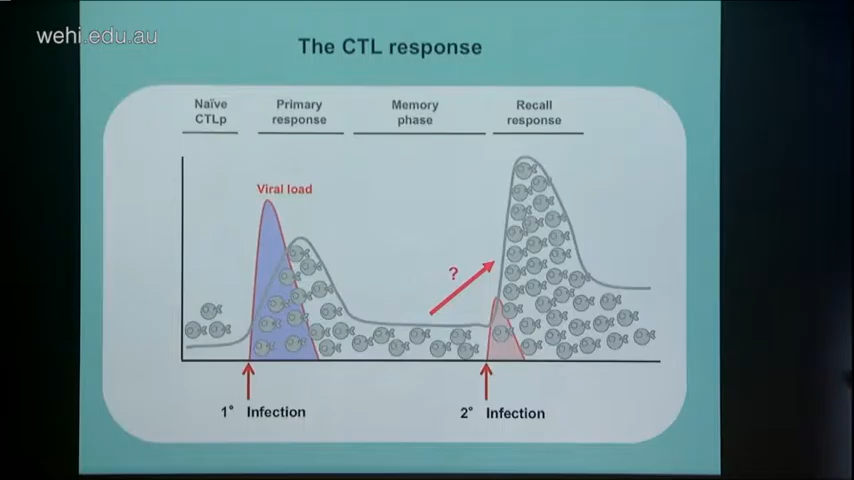 wehi.edu.au
The CTL response
Naïve
CTLp
Primary
response
Memory
phase
Recall
response
Viral load
?
1° Infection
2° Infection